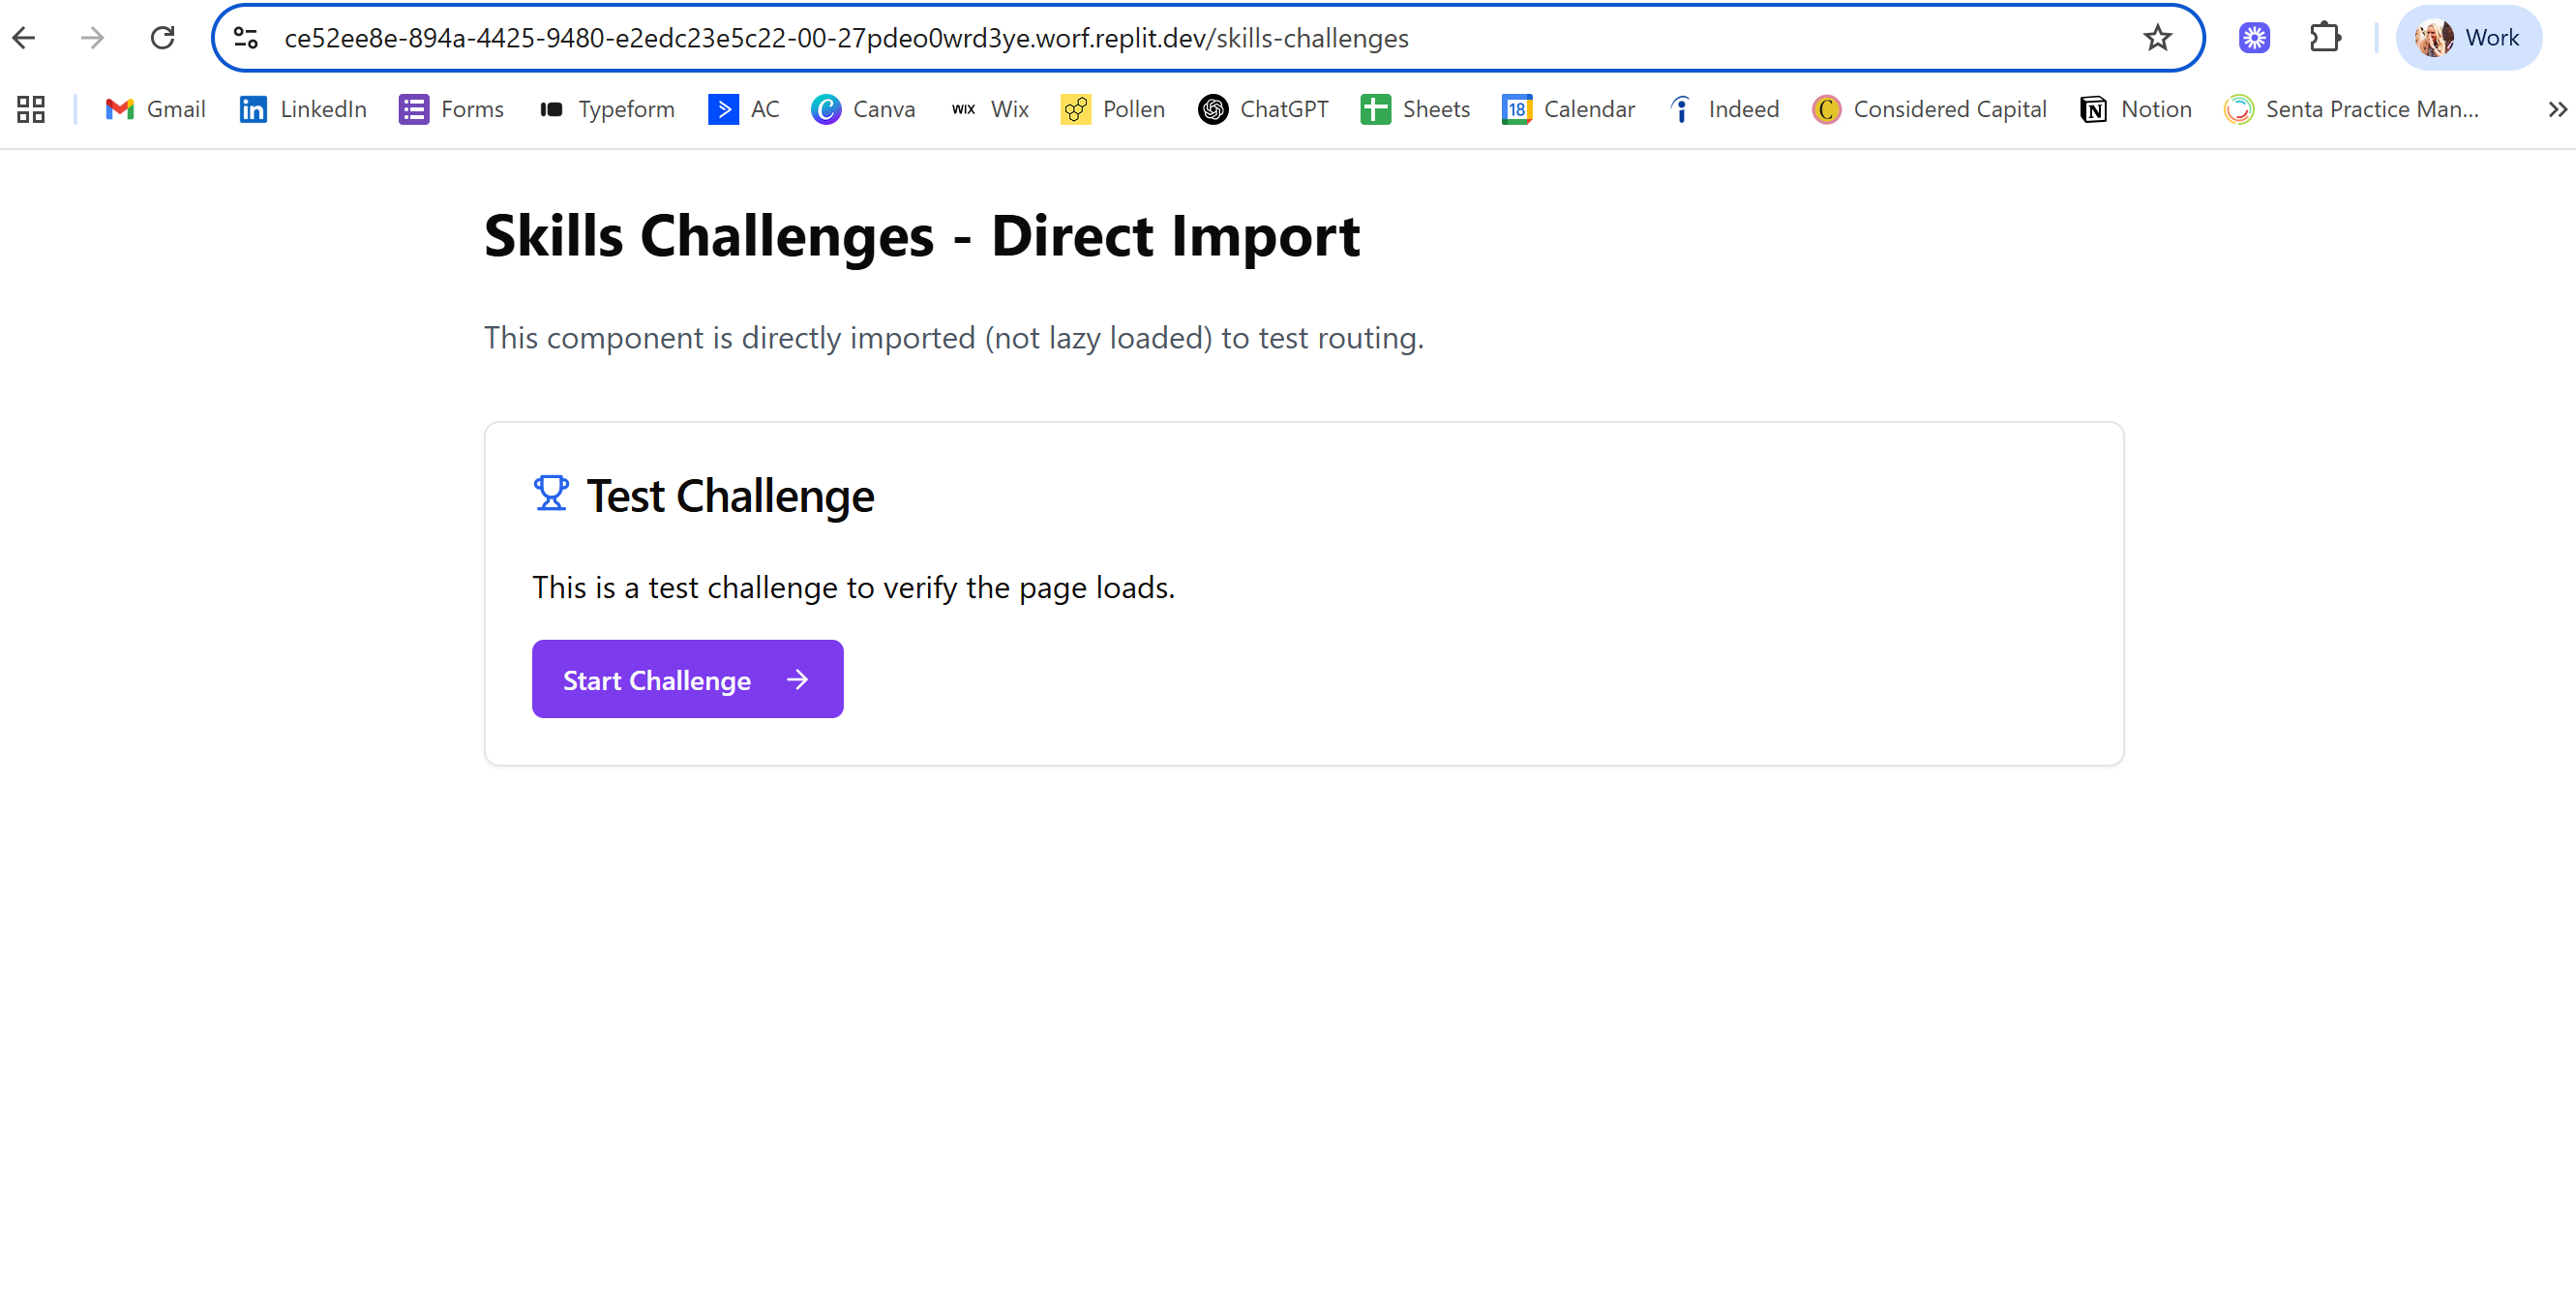 ce52ee8e-894a-4425-9480-e2edc23e5c22-00-27pdeo0wrd3ye.worf.replit.dev/skills-challenges
Work
Gmail LinkedIn Forms Typeform AC Canva WIX Wix Pollen ChatGPT Sheets 18 Calendar Indeed Considered Capital Notion Senta Practice Man...
Skills Challenges - Direct Import
This component is directly imported (not lazy loaded) to test routing.
Test Challenge
This is a test challenge to verify the page loads.
Start Challenge